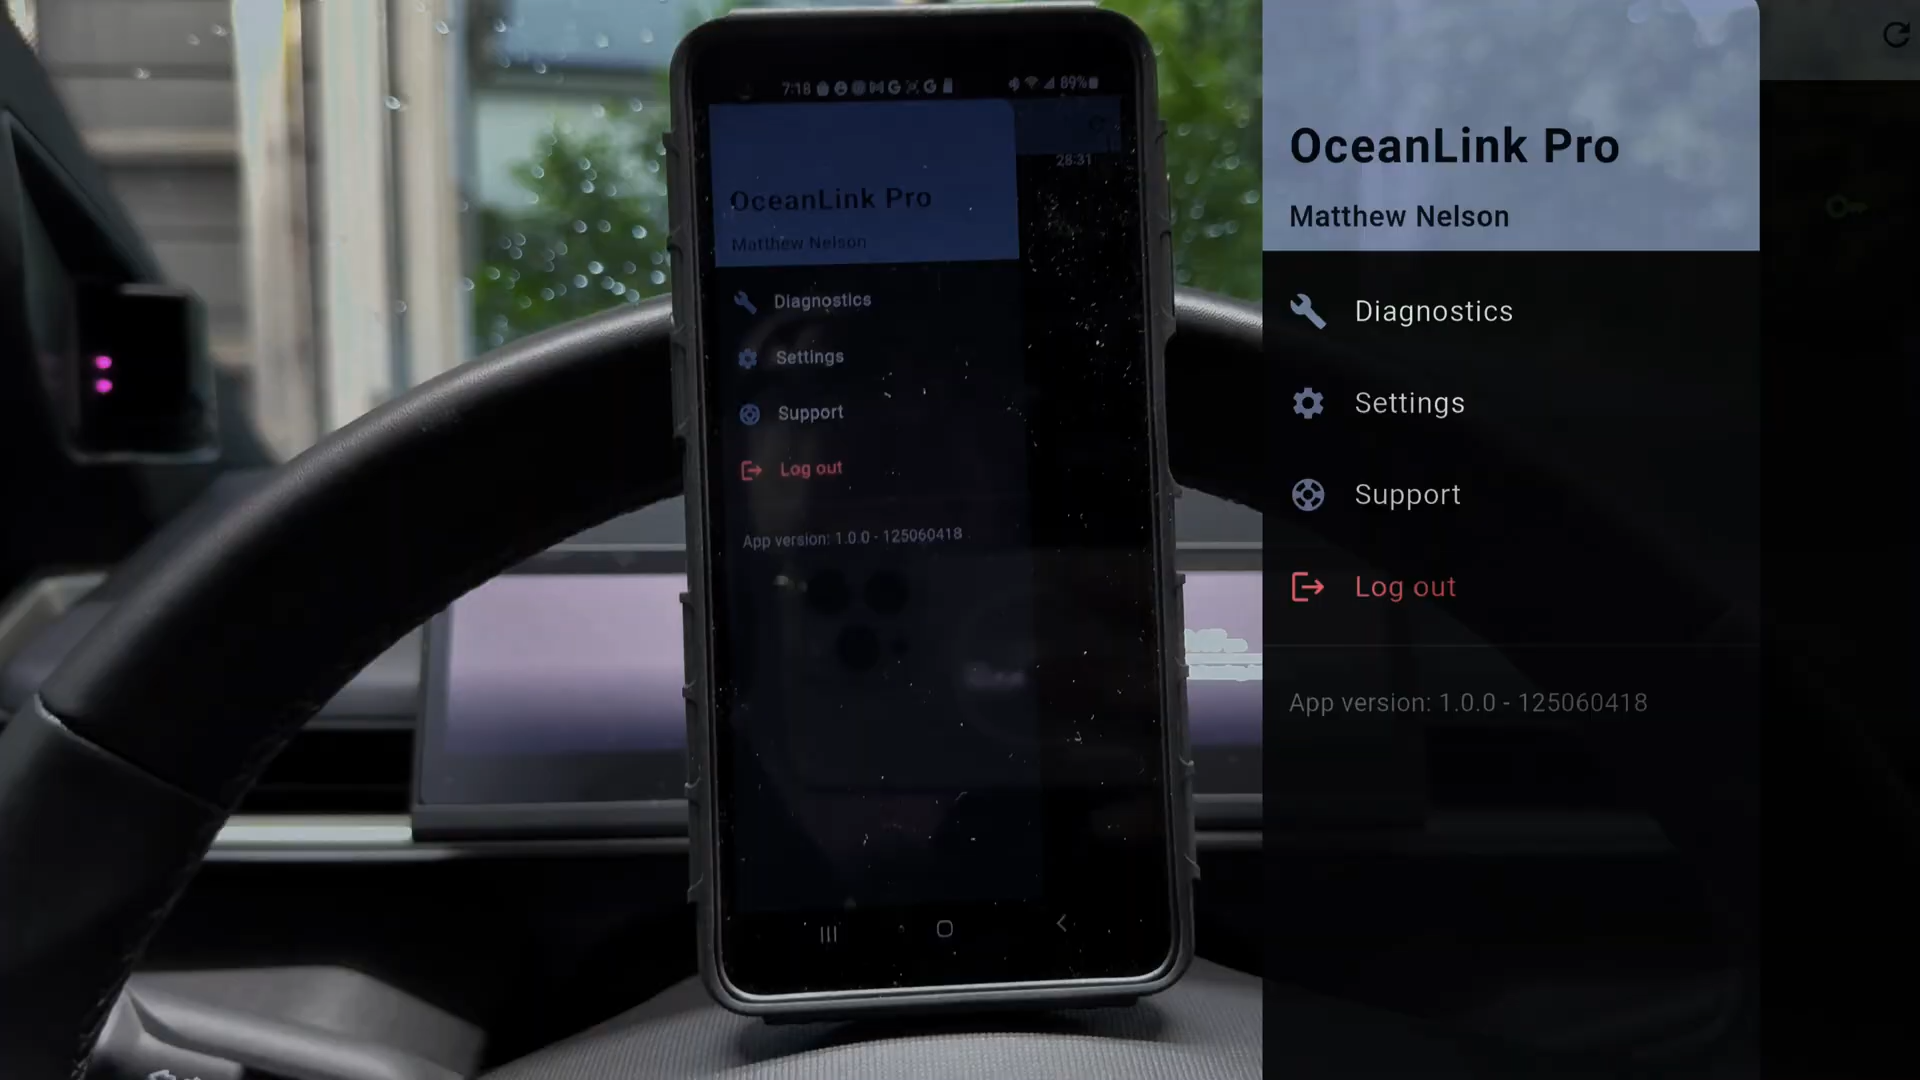 7:18
89%
28:31
OceanLink Pro
Matthew Nelson
Diagnostics
Settings
Support
Log out
App version: 1.0.0 - 125060418
OceanLink Pro
Matthew Nelson
Diagnostics
Settings
Support
Log out
App version: 1.0.0 - 125060418